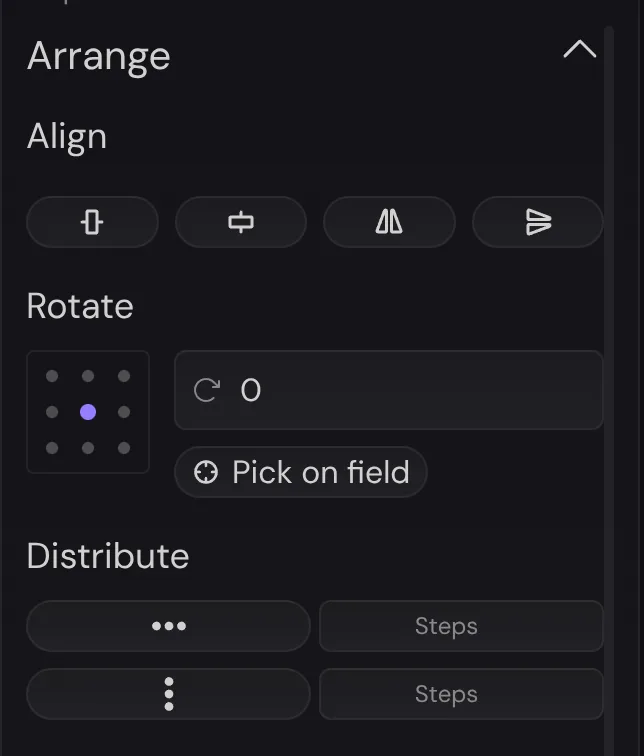 Arrange
Align
Rotate
0
Pick on field
Distribute
Steps
Steps